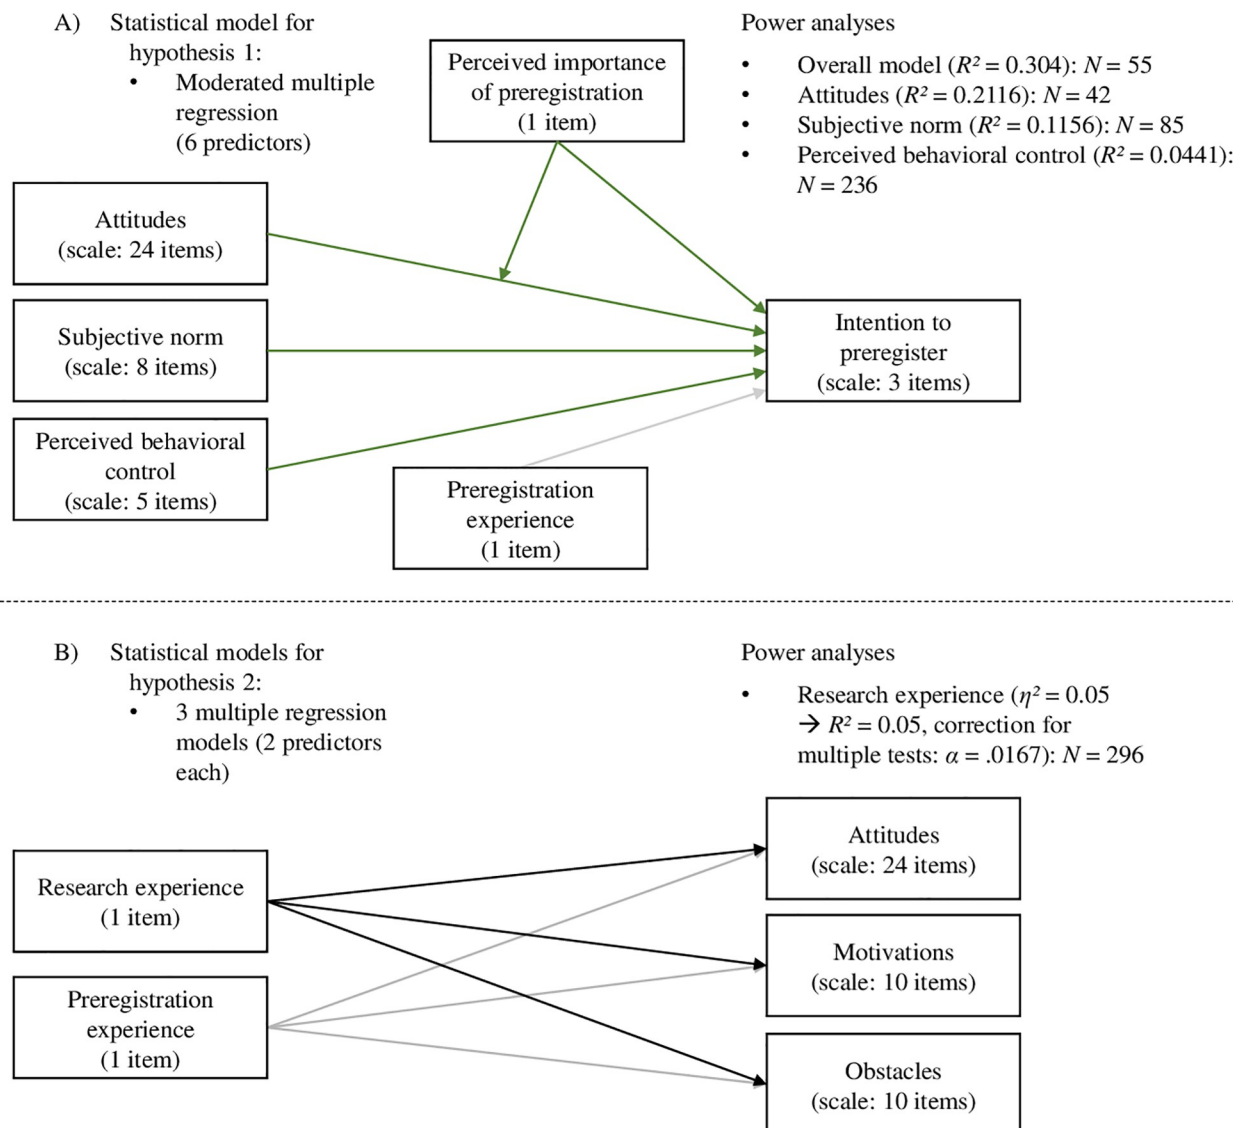 A) Statistical model for
hypothesis 1:
• Moderated multiple
regression
(6 predictors)
Perceived importance
of preregistration
(1 item)
Power analyses
• Overall model (R² = 0.304): N = 55
• Attitudes (R² = 0.2116): N = 42
• Subjective norm (R² = 0.1156): N = 85
• Perceived behavioral control (R² = 0.0441):
N = 236
Attitudes
(scale: 24 items)
Subjective norm
(scale: 8 items)
Perceived behavioral
control
(scale: 5 items)
Intention to
preregister
(scale: 3 items)
Preregistration
experience
(1 item)
B) Statistical models for
hypothesis 2:
• 3 multiple regression
models (2 predictors
each)
Power analyses
• Research experience (η² = 0.05
→ R² = 0.05, correction for
multiple tests: α = .0167): N = 296
Research experience
(1 item)
Preregistration
experience
(1 item)
Attitudes
(scale: 24 items)
Motivations
(scale: 10 items)
Obstacles
(scale: 10 items)